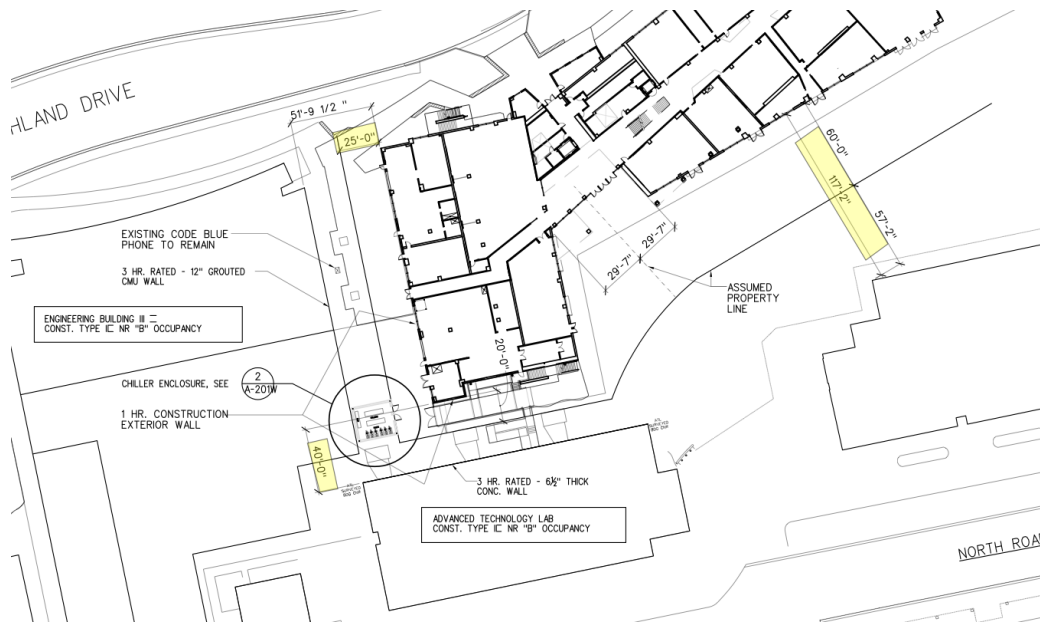 HLAND DRIVE
51'-9 1/2 "
25'-0"
60'-0"
117'-2"
57'-2"
EXISTING CODE BLUE
PHONE TO REMAIN
29'-7"
29'-7"
3 HR. RATED - 12" GROUTED
CMU WALL
ASSUMED
PROPERTY
LINE
ENGINEERING BUILDING III
CONST. TYPE IIC NR "B" OCCUPANCY
20'-0"
CHILLER ENCLOSURE, SEE
2
A-201W
1 HR. CONSTRUCTION
EXTERIOR WALL
40'-0"
3 HR. RATED - 6½" THICK
CONC. WALL
ADVANCED TECHNOLOGY LAB
CONST. TYPE IIC NR "B" OCCUPANCY
NORTH ROA